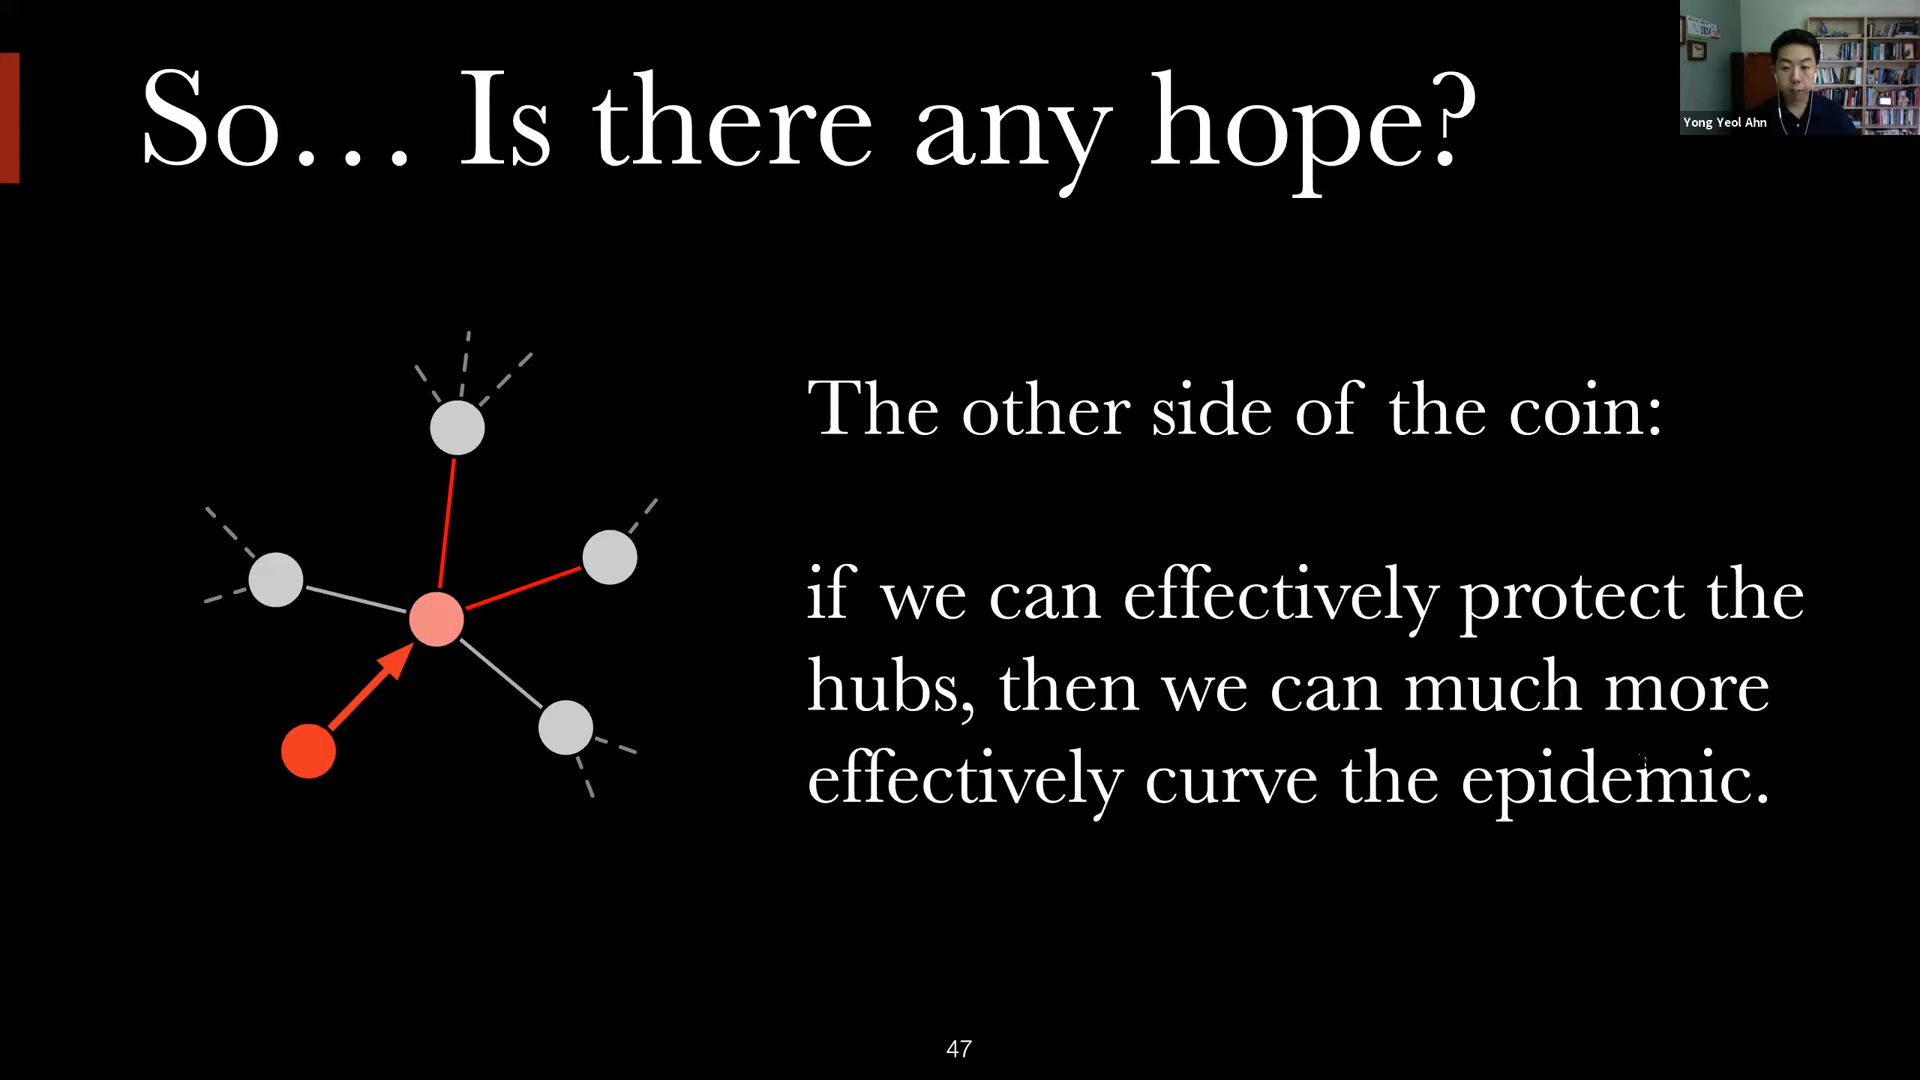 So… Is there any hope?
Yong Yeol Ahn
The other side of the coin:
if we can effectively protect the
hubs, then we can much more
effectively curve the epidemic.
47